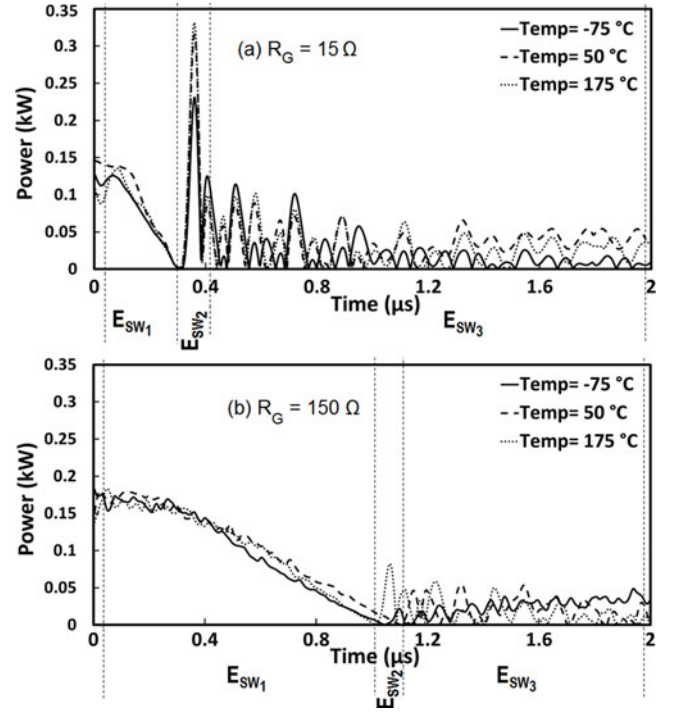 0.35
0.3
0.25
0.2
0.15
0.1
0.05
0
Power (kW)
(a) R_G = 15 Ω
Temp= -75 °C
Temp= 50 °C
Temp= 175 °C
0 0.4 0.8 1.2 1.6 2
Time (µs)
E_SW1
E_SW2
E_SW3
0.35
0.3
0.25
0.2
0.15
0.1
0.05
0
Power (kW)
(b) R_G = 150 Ω
Temp= -75 °C
Temp= 50 °C
Temp= 175 °C
0 0.4 0.8 1.2 1.6 2
Time (µs)
E_SW1
E_SW2
E_SW3